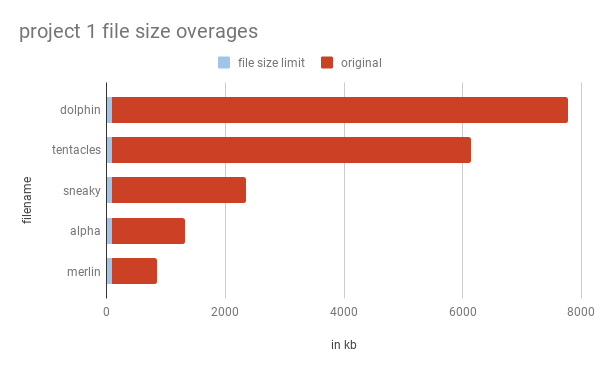 project 1 file size overages
file size limit
original
dolphin
tentacles
sneaky
alpha
merlin
filename
0 2000 4000 6000 8000
in kb